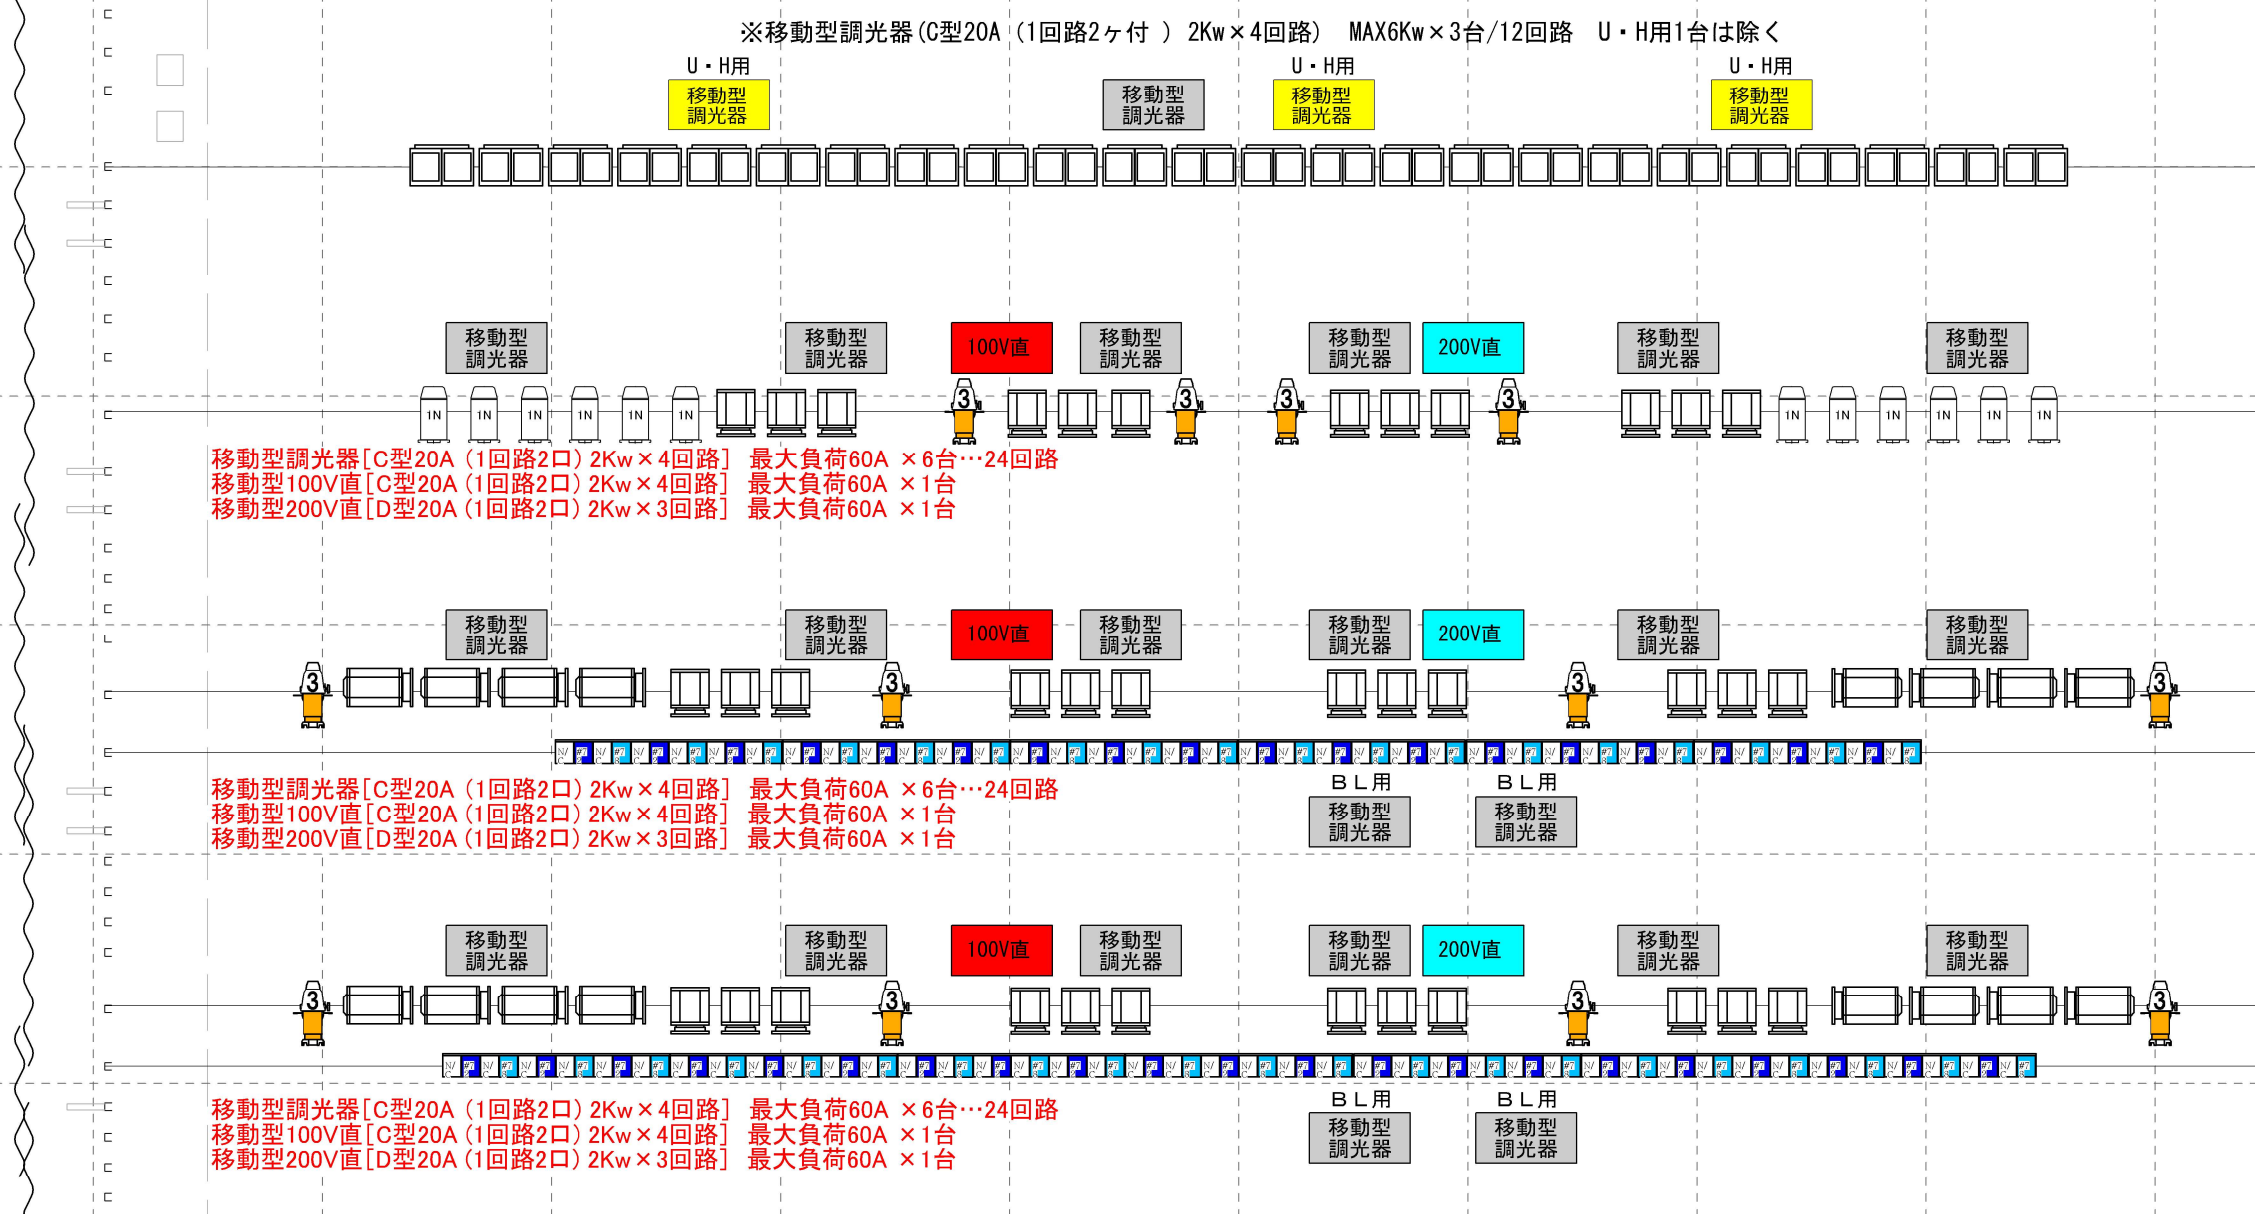 ※移動型調光器(C型20A (1回路2ヶ付 ) 2Kw×4回路) MAX6Kw×3台/12回路 U・H用1台は除く
U・H用 U・H用 U・H用
移動型 移動型 移動型 移動型
調光器 調光器 調光器 調光器
移動型 移動型 100V直 移動型 移動型 200V直 移動型 移動型
調光器 調光器 調光器 調光器 調光器 調光器
3 3 3 3
1N 1N 1N 1N 1N 1N 1N 1N 1N 1N 1N 1N
移動型調光器[C型20A (1回路2口) 2Kw×4回路] 最大負荷60A ×6台…24回路
移動型100V直[C型20A (1回路2口) 2Kw×4回路] 最大負荷60A ×1台
移動型200V直[D型20A (1回路2口) 2Kw×3回路] 最大負荷60A ×1台
移動型 移動型 100V直 移動型 移動型 200V直 移動型 移動型
調光器 調光器 調光器 調光器 調光器 調光器
3 3 3 3
移動型調光器[C型20A (1回路2口) 2Kw×4回路] 最大負荷60A ×6台…24回路
移動型100V直[C型20A (1回路2口) 2Kw×4回路] 最大負荷60A ×1台
移動型200V直[D型20A (1回路2口) 2Kw×3回路] 最大負荷60A ×1台
BL用 BL用
移動型 移動型
調光器 調光器
移動型 移動型 100V直 移動型 移動型 200V直 移動型 移動型
調光器 調光器 調光器 調光器 調光器 調光器
3 3 3 3
移動型調光器[C型20A (1回路2口) 2Kw×4回路] 最大負荷60A ×6台…24回路
移動型100V直[C型20A (1回路2口) 2Kw×4回路] 最大負荷60A ×1台
移動型200V直[D型20A (1回路2口) 2Kw×3回路] 最大負荷60A ×1台
BL用 BL用
移動型 移動型
調光器 調光器